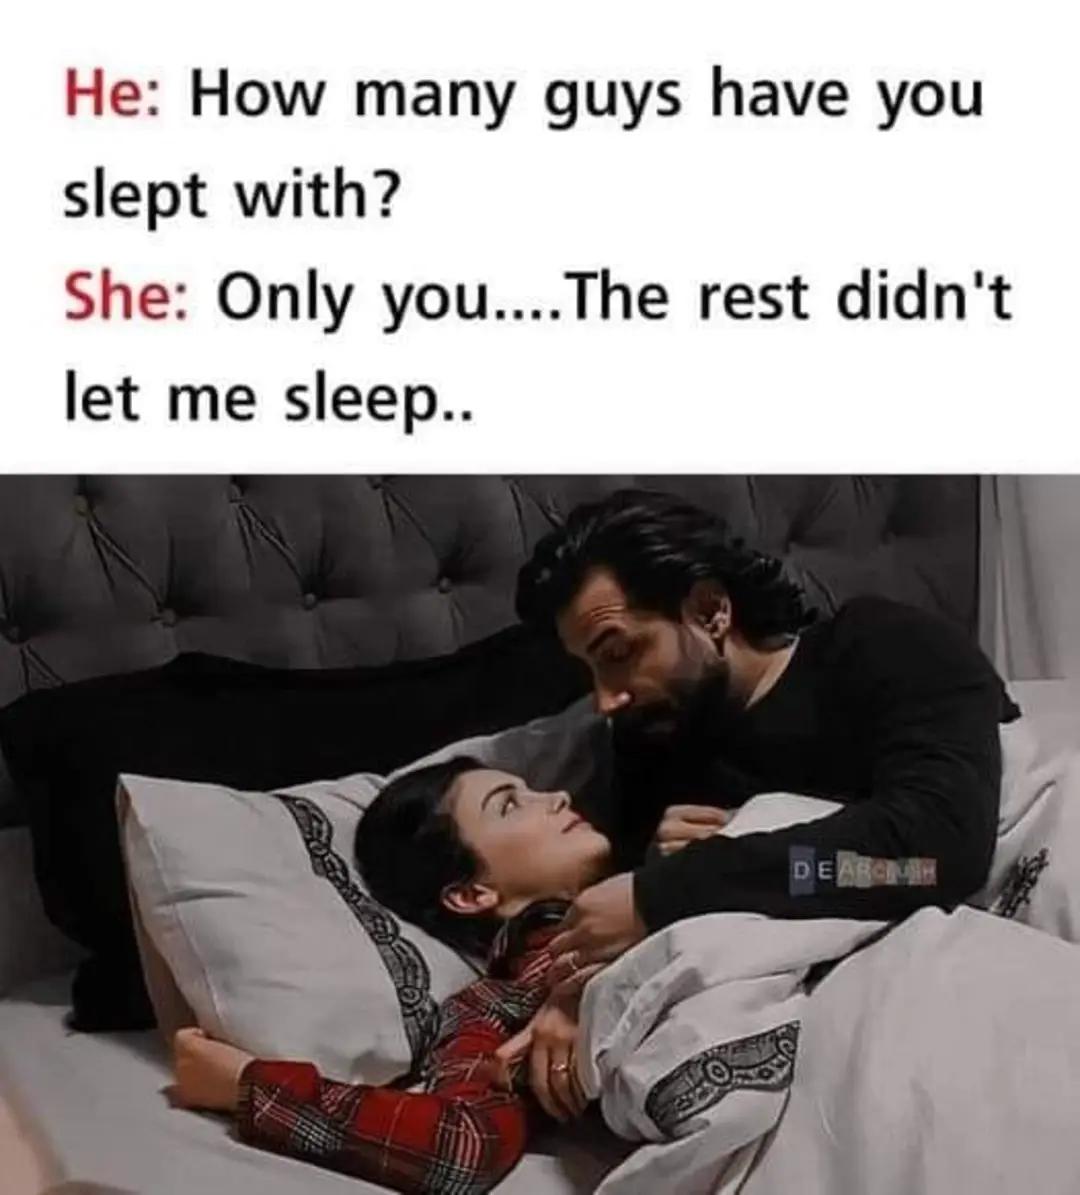 He: How many guys have you
slept with?
She: Only you....The rest didn't
let me sleep..